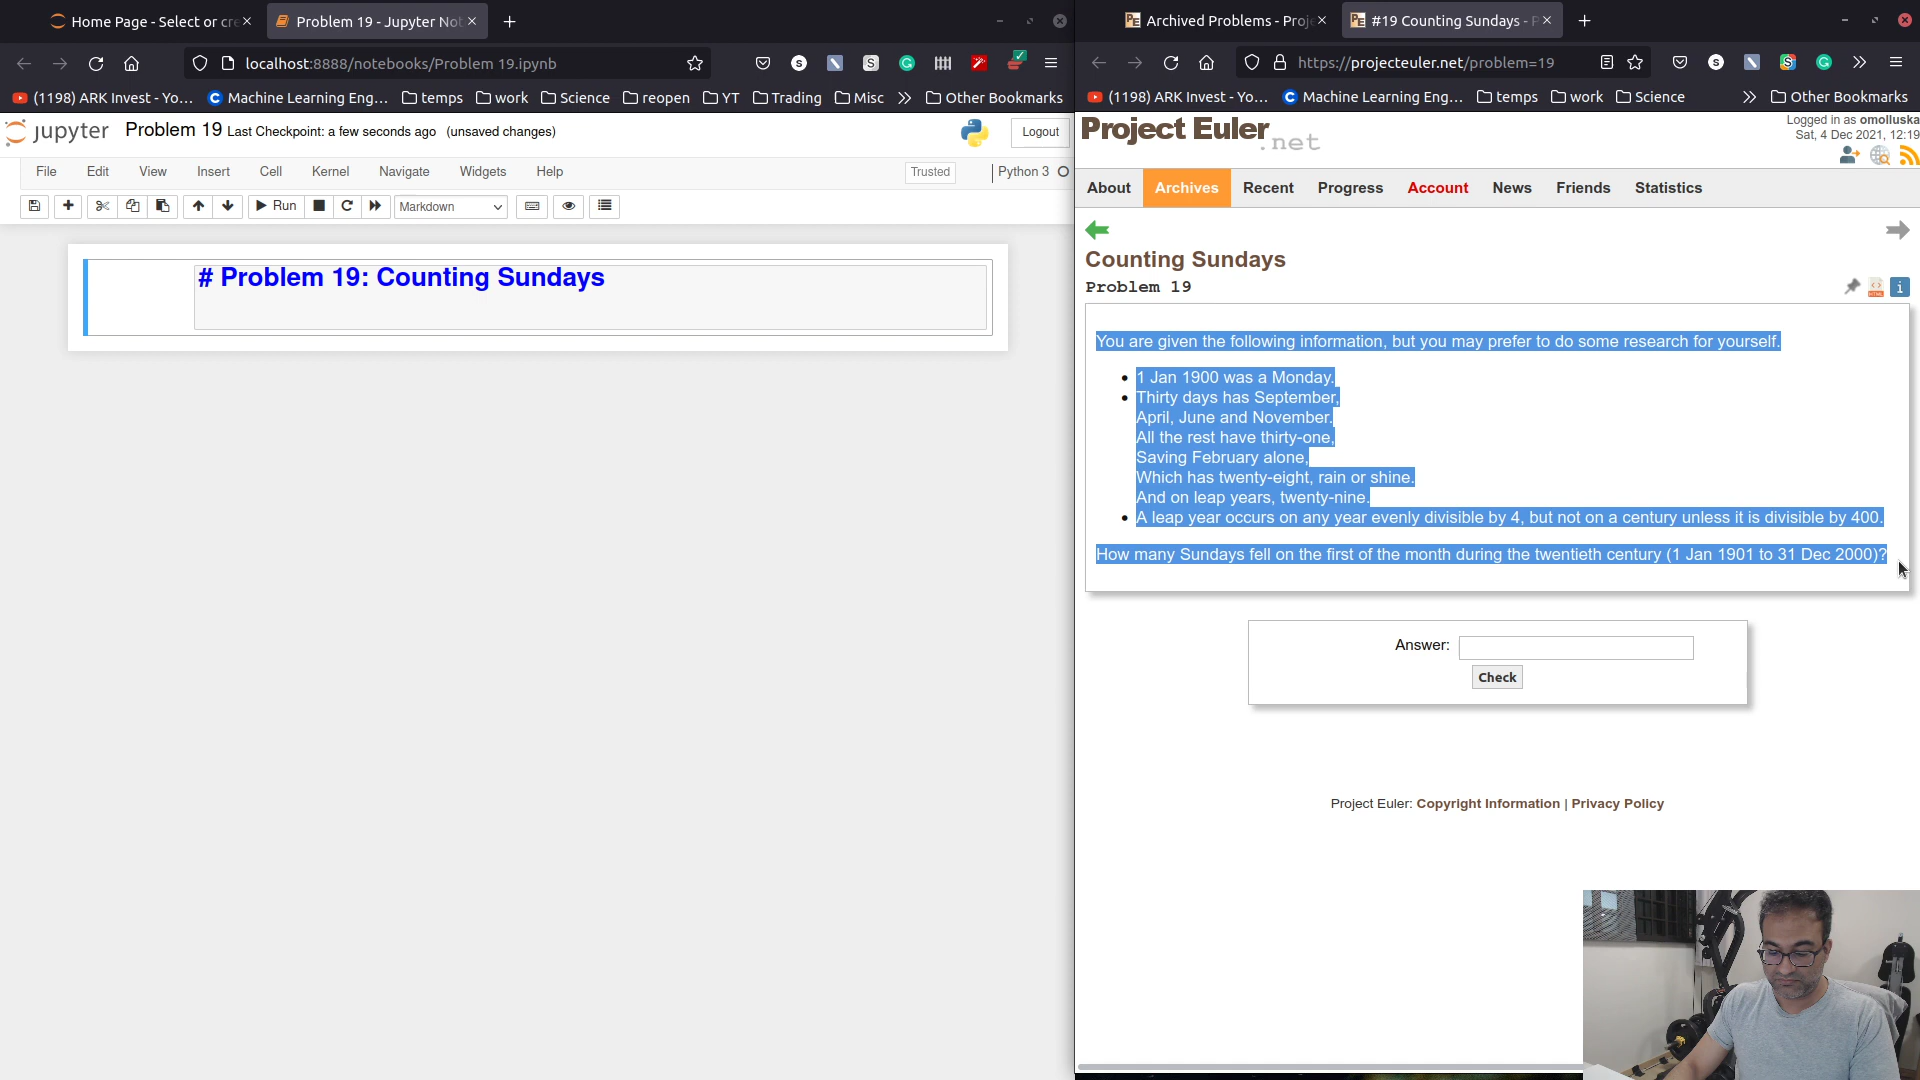 Home Page - Select or cre
Problem 19 - Jupyter Not
localhost:8888/notebooks/Problem 19.ipynb
(1198) ARK Invest - Yo...
Machine Learning Eng...
temps
work
Science
reopen
YT
Trading
Misc
Other Bookmarks
jupyter
Problem 19
Last Checkpoint: a few seconds ago
(unsaved changes)
Logout
File
Edit
View
Insert
Cell
Kernel
Navigate
Widgets
Help
Trusted
Python 3
Run
Markdown
# Problem 19: Counting Sundays
Archived Problems - Proje
#19 Counting Sundays - P
https://projecteuler.net/problem=19
(1198) ARK Invest - Yo...
Machine Learning Eng...
temps
work
Science
Other Bookmarks
Project Euler
.net
Logged in as omolluska
Sat, 4 Dec 2021, 12:19
About
Archives
Recent
Progress
Account
News
Friends
Statistics
Counting Sundays
Problem 19
You are given the following information, but you may prefer to do some research for yourself.
1 Jan 1900 was a Monday.
Thirty days has September,
April, June and November.
All the rest have thirty-one,
Saving February alone,
Which has twenty-eight, rain or shine.
And on leap years, twenty-nine.
A leap year occurs on any year evenly divisible by 4, but not on a century unless it is divisible by 400.
How many Sundays fell on the first of the month during the twentieth century (1 Jan 1901 to 31 Dec 2000)?
Answer:
Check
Project Euler: Copyright Information | Privacy Policy